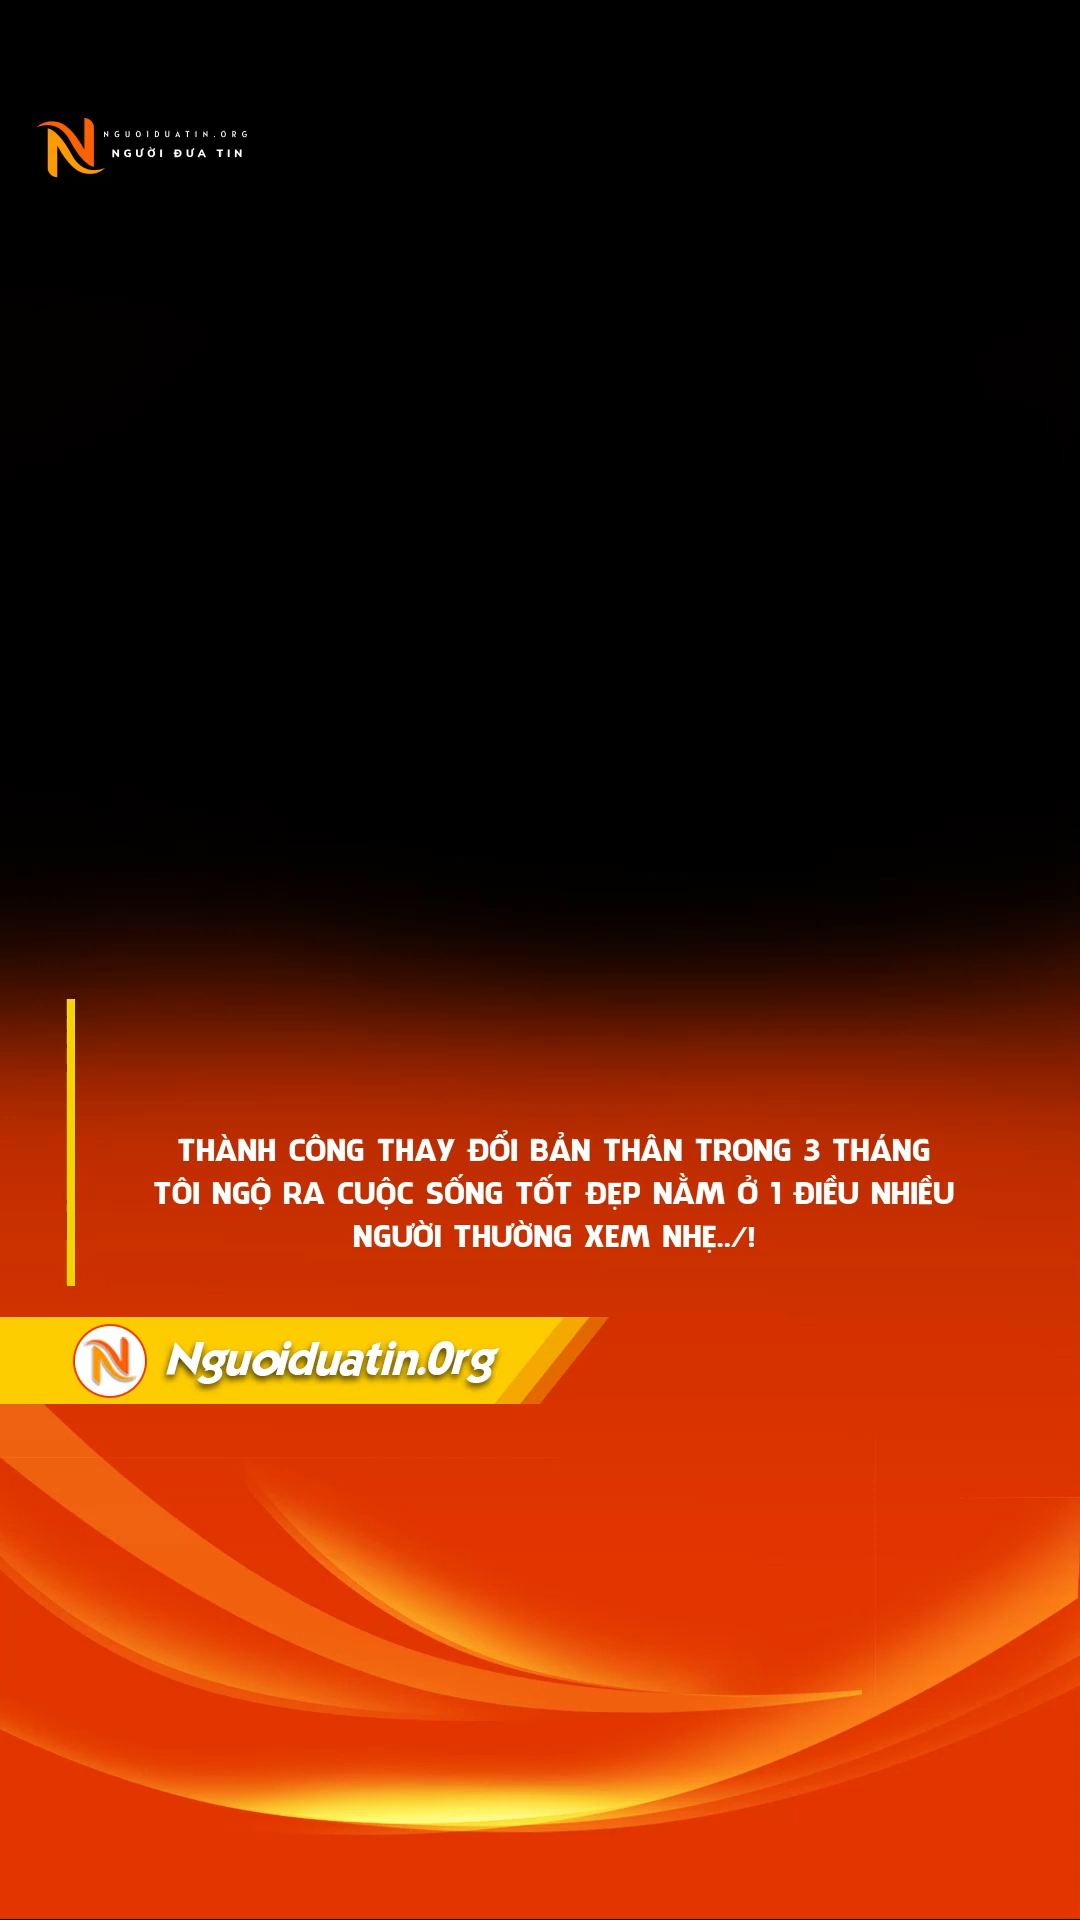 NGUOIDUATIN.ORG
NGƯỜI ĐƯA TIN
THÀNH CÔNG THAY ĐỔI BẢN THÂN TRONG 3 THÁNG
TÔI NGỘ RA CUỘC SỐNG TỐT ĐẸP NẰM Ở 1 ĐIỀU NHIỀU
NGƯỜI THƯỜNG XEM NHẸ../!
Nguoiduatin.0rg